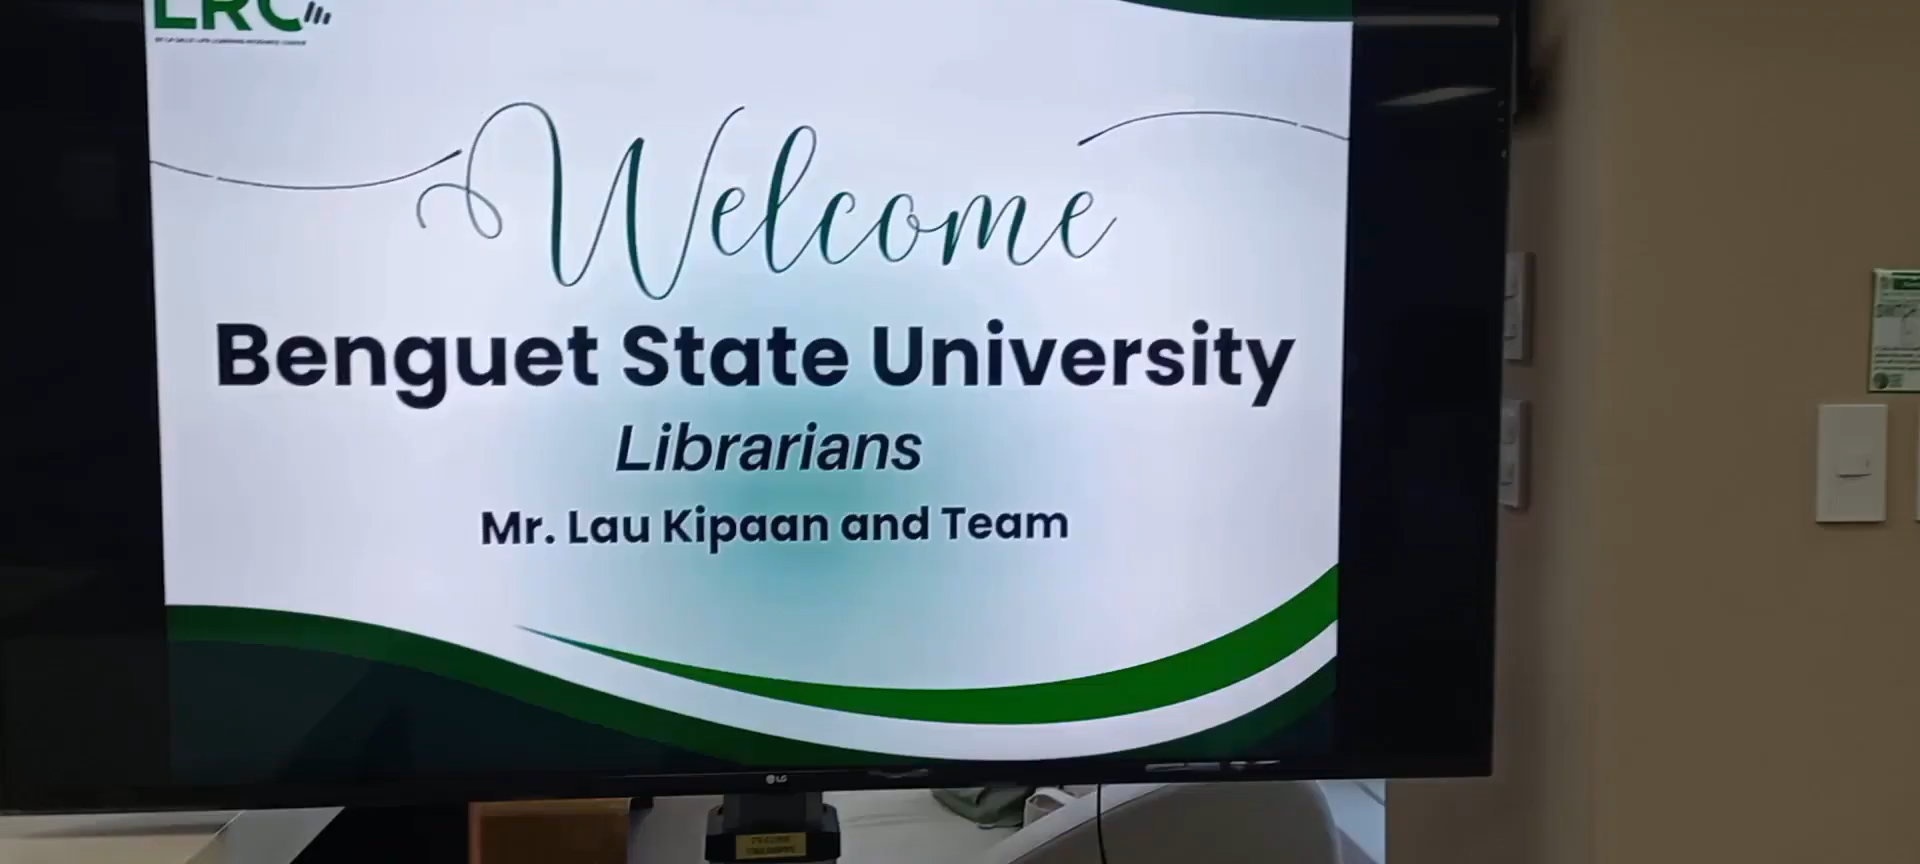 LRC
Welcome
Benguet State University
Librarians
Mr. Lau Kipaan and Team
LG